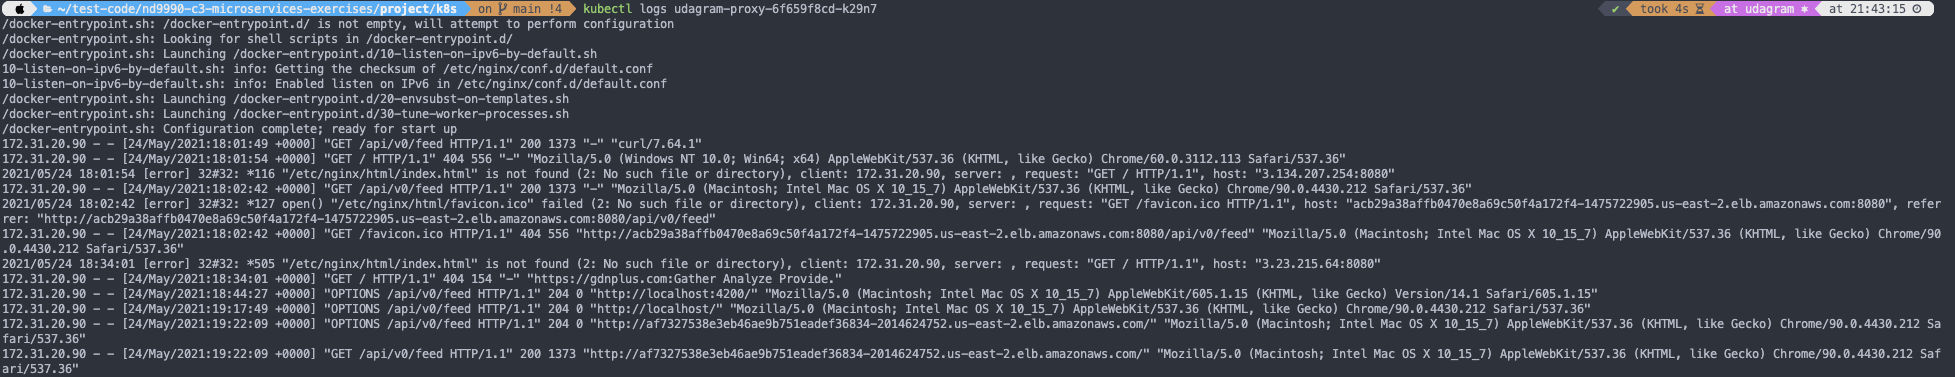 ~/test-code/nd9990-c3-microservices-exercises/project/k8s on main !4 kubectl logs udagram-proxy-6f659f8cd-k29n7 ✔ took 4s at udagram at 21:43:15
/docker-entrypoint.sh: /docker-entrypoint.d/ is not empty, will attempt to perform configuration
/docker-entrypoint.sh: Looking for shell scripts in /docker-entrypoint.d/
/docker-entrypoint.sh: Launching /docker-entrypoint.d/10-listen-on-ipv6-by-default.sh
10-listen-on-ipv6-by-default.sh: info: Getting the checksum of /etc/nginx/conf.d/default.conf
10-listen-on-ipv6-by-default.sh: info: Enabled listen on IPv6 in /etc/nginx/conf.d/default.conf
/docker-entrypoint.sh: Launching /docker-entrypoint.d/20-envsubst-on-templates.sh
/docker-entrypoint.sh: Launching /docker-entrypoint.d/30-tune-worker-processes.sh
/docker-entrypoint.sh: Configuration complete; ready for start up
172.31.20.90 - - [24/May/2021:18:01:49 +0000] "GET /api/v0/feed HTTP/1.1" 200 1373 "-" "curl/7.64.1"
172.31.20.90 - - [24/May/2021:18:01:54 +0000] "GET / HTTP/1.1" 404 556 "-" "Mozilla/5.0 (Windows NT 10.0; Win64; x64) AppleWebKit/537.36 (KHTML, like Gecko) Chrome/60.0.3112.113 Safari/537.36"
2021/05/24 18:01:54 [error] 32#32: *116 "/etc/nginx/html/index.html" is not found (2: No such file or directory), client: 172.31.20.90, server: , request: "GET / HTTP/1.1", host: "3.134.207.254:8080"
172.31.20.90 - - [24/May/2021:18:02:42 +0000] "GET /api/v0/feed HTTP/1.1" 200 1373 "-" "Mozilla/5.0 (Macintosh; Intel Mac OS X 10_15_7) AppleWebKit/537.36 (KHTML, like Gecko) Chrome/90.0.4430.212 Safari/537.36"
2021/05/24 18:02:42 [error] 32#32: *127 open() "/etc/nginx/html/favicon.ico" failed (2: No such file or directory), client: 172.31.20.90, server: , request: "GET /favicon.ico HTTP/1.1", host: "acb29a38affb0470e8a69c50f4a172f4-1475722905.us-east-2.elb.amazonaws.com:8080", refer
rer: "http://acb29a38affb0470e8a69c50f4a172f4-1475722905.us-east-2.elb.amazonaws.com:8080/api/v0/feed"
172.31.20.90 - - [24/May/2021:18:02:42 +0000] "GET /favicon.ico HTTP/1.1" 404 556 "http://acb29a38affb0470e8a69c50f4a172f4-1475722905.us-east-2.elb.amazonaws.com:8080/api/v0/feed" "Mozilla/5.0 (Macintosh; Intel Mac OS X 10_15_7) AppleWebKit/537.36 (KHTML, like Gecko) Chrome/90
.0.4430.212 Safari/537.36"
2021/05/24 18:34:01 [error] 32#32: *505 "/etc/nginx/html/index.html" is not found (2: No such file or directory), client: 172.31.20.90, server: , request: "GET / HTTP/1.1", host: "3.23.215.64:8080"
172.31.20.90 - - [24/May/2021:18:34:01 +0000] "GET / HTTP/1.1" 404 154 "-" "https://gdnplus.com:Gather Analyze Provide."
172.31.20.90 - - [24/May/2021:18:44:27 +0000] "OPTIONS /api/v0/feed HTTP/1.1" 204 0 "http://localhost:4200/" "Mozilla/5.0 (Macintosh; Intel Mac OS X 10_15_7) AppleWebKit/605.1.15 (KHTML, like Gecko) Version/14.1 Safari/605.1.15"
172.31.20.90 - - [24/May/2021:19:17:49 +0000] "OPTIONS /api/v0/feed HTTP/1.1" 204 0 "http://localhost/" "Mozilla/5.0 (Macintosh; Intel Mac OS X 10_15_7) AppleWebKit/537.36 (KHTML, like Gecko) Chrome/90.0.4430.212 Safari/537.36"
172.31.20.90 - - [24/May/2021:19:22:09 +0000] "OPTIONS /api/v0/feed HTTP/1.1" 204 0 "http://af7327538e3eb46ae9b751eadef36834-2014624752.us-east-2.elb.amazonaws.com/" "Mozilla/5.0 (Macintosh; Intel Mac OS X 10_15_7) AppleWebKit/537.36 (KHTML, like Gecko) Chrome/90.0.4430.212 Sa
fari/537.36"
172.31.20.90 - - [24/May/2021:19:22:09 +0000] "GET /api/v0/feed HTTP/1.1" 200 1373 "http://af7327538e3eb46ae9b751eadef36834-2014624752.us-east-2.elb.amazonaws.com/" "Mozilla/5.0 (Macintosh; Intel Mac OS X 10_15_7) AppleWebKit/537.36 (KHTML, like Gecko) Chrome/90.0.4430.212 Saf
ari/537.36"